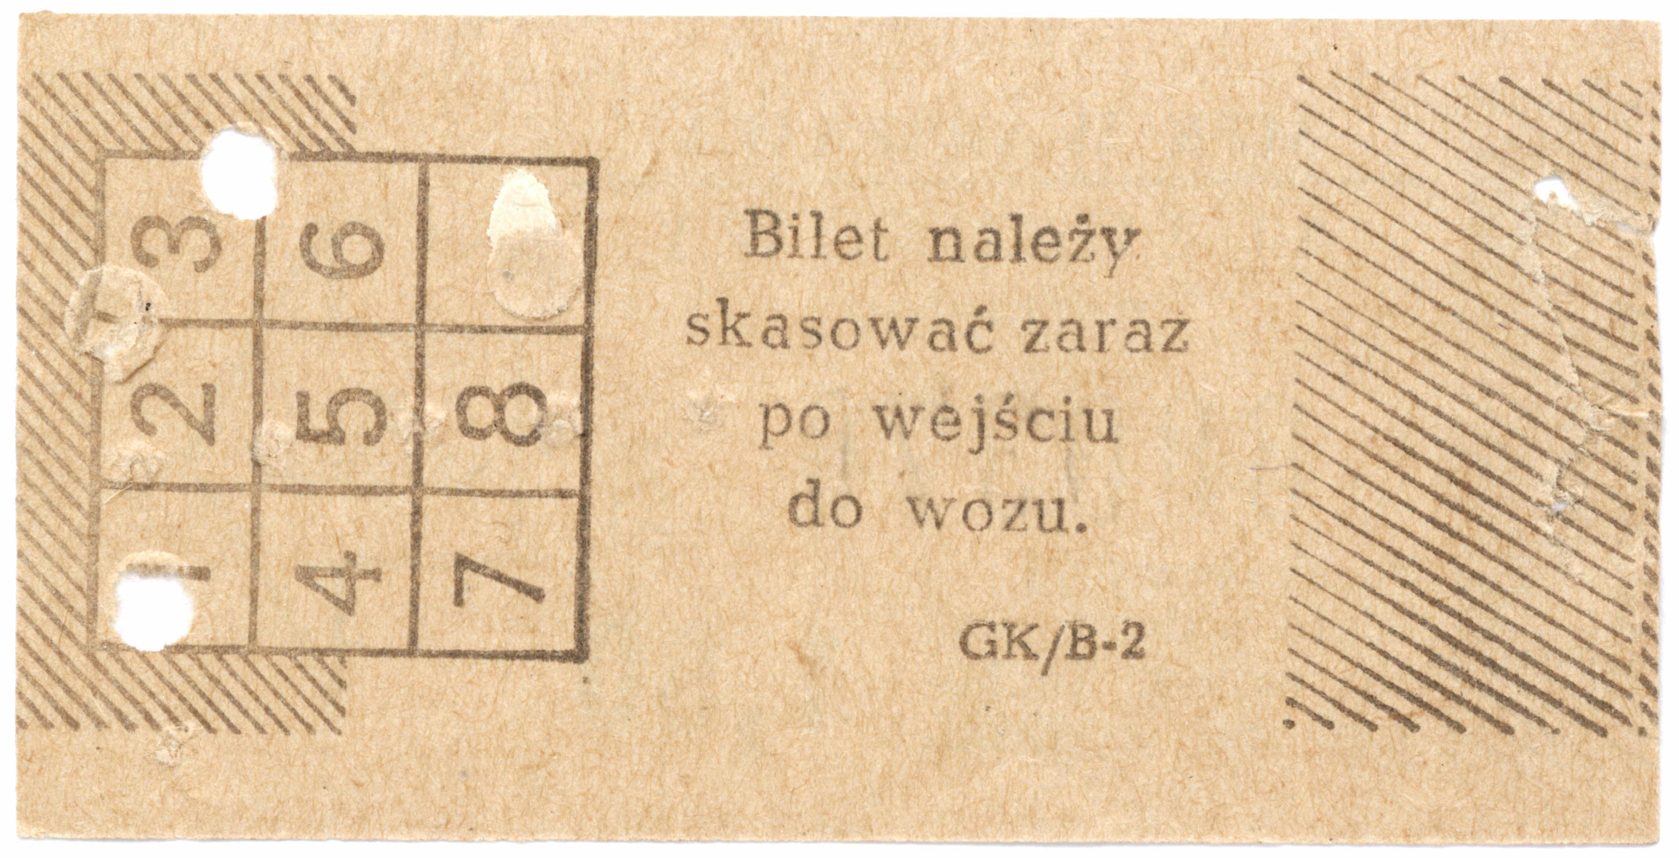 3 6
2 5 8
1 4 7
Bilet należy
skasować zaraz
po wejściu
do wozu.
GK/B-2